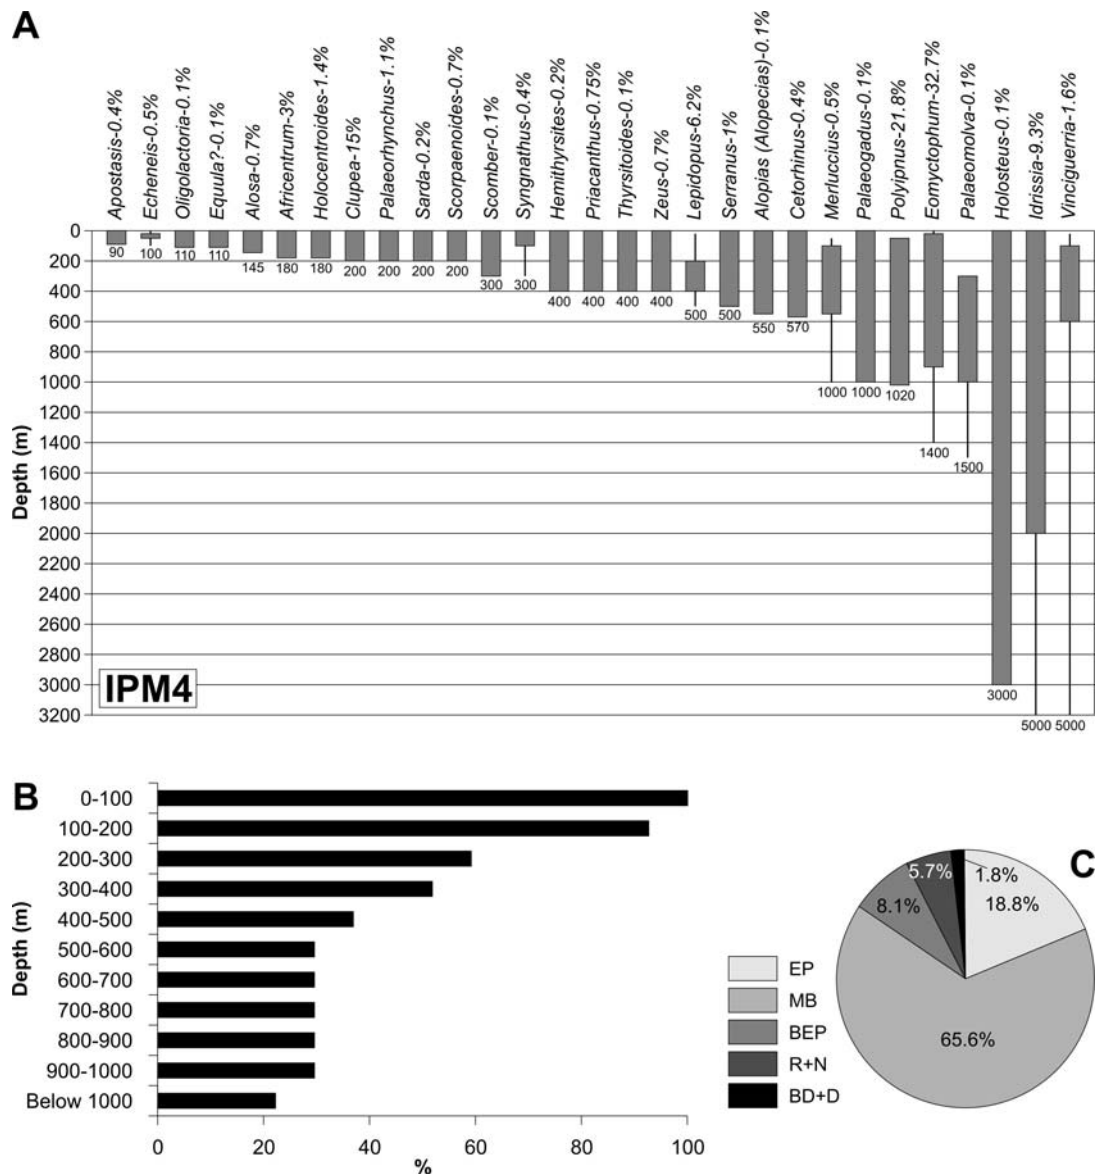 A
Apostasis-0.4%
Echeneis-0.5%
Oligolactoria-0.1%
Equula?-0.1%
Alosa-0.7%
Africentrum-3%
Holocentroides-1.4%
Clupea-15%
Palaeorhynchus-1.1%
Sarda-0.2%
Scorpaenoides-0.7%
Scomber-0.1%
Syngnathus-0.4%
Hemithyrsites-0.2%
Priacanthus-0.75%
Thyrsitoides-0.1%
Zeus-0.7%
Lepidopus-6.2%
Serranus-1%
Alopias (Alopecias)-0.1%
Cetorhinus-0.4%
Merluccius-0.5%
Palaeogadus-0.1%
Polyipnus-21.8%
Eomyctophum-32.7%
Palaeomolva-0.1%
Holosteus-0.1%
Idrissia-9.3%
Vinciguerria-1.6%
Depth (m)
0
200
400
600
800
1000
1200
1400
1600
1800
2000
2200
2400
2600
2800
3000
3200
90
100
110
110
145
180
180
200
200
200
200
300
300
400
400
400
400
500
500
550
570
1000
1000
1020
1400
1500
3000
5000
5000
IPM4
B
Depth (m)
0-100
100-200
200-300
300-400
400-500
500-600
600-700
700-800
800-900
900-1000
Below 1000
0
20
40
60
80
100
%
C
EP
MB
BEP
R+N
BD+D
5.7%
1.8%
8.1%
18.8%
65.6%